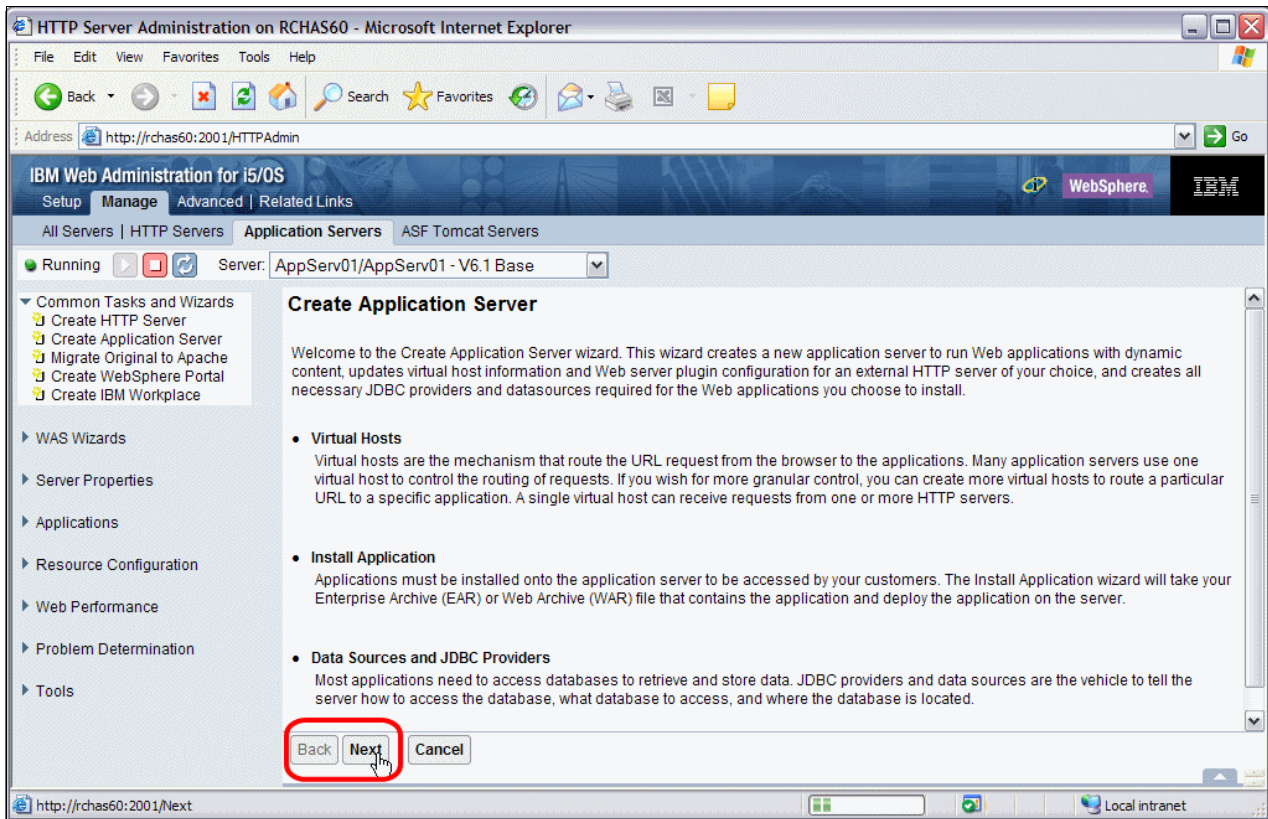 HTTP Server Administration on RCHAS60 - Microsoft Internet Explorer
File Edit View Favorites Tools Help
Back Search Favorites
Address http://rchas60:2001/HTTPAdmin Go
IBM Web Administration for i5/OS
WebSphere. IBM
Setup Manage Advanced | Related Links
All Servers | HTTP Servers Application Servers ASF Tomcat Servers
Running Server: AppServ01/AppServ01 - V6.1 Base
Common Tasks and Wizards
Create HTTP Server
Create Application Server
Migrate Original to Apache
Create WebSphere Portal
Create IBM Workplace
WAS Wizards
Server Properties
Applications
Resource Configuration
Web Performance
Problem Determination
Tools
Create Application Server
Welcome to the Create Application Server wizard. This wizard creates a new application server to run Web applications with dynamic
content, updates virtual host information and Web server plugin configuration for an external HTTP server of your choice, and creates all
necessary JDBC providers and datasources required for the Web applications you choose to install.
• Virtual Hosts
Virtual hosts are the mechanism that route the URL request from the browser to the applications. Many application servers use one
virtual host to control the routing of requests. If you wish for more granular control, you can create more virtual hosts to route a particular
URL to a specific application. A single virtual host can receive requests from one or more HTTP servers.
• Install Application
Applications must be installed onto the application server to be accessed by your customers. The Install Application wizard will take your
Enterprise Archive (EAR) or Web Archive (WAR) file that contains the application and deploy the application on the server.
• Data Sources and JDBC Providers
Most applications need to access databases to retrieve and store data. JDBC providers and data sources are the vehicle to tell the
server how to access the database, what database to access, and where the database is located.
Back Next Cancel
http://rchas60:2001/Next Local intranet